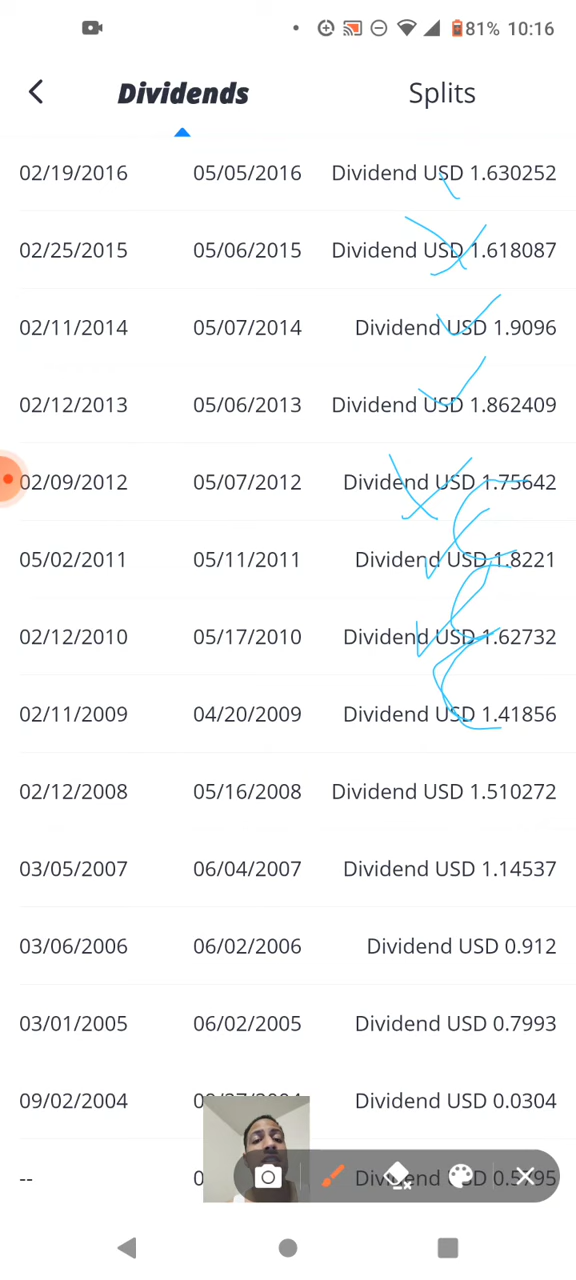 81% 10:16
Dividends Splits
02/19/2016 05/05/2016 Dividend USD 1.630252
02/25/2015 05/06/2015 Dividend USD 1.618087
02/11/2014 05/07/2014 Dividend USD 1.9096
02/12/2013 05/06/2013 Dividend USD 1.862409
02/09/2012 05/07/2012 Dividend USD 1.75642
05/02/2011 05/11/2011 Dividend USD 1.8221
02/12/2010 05/17/2010 Dividend USD 1.62732
02/11/2009 04/20/2009 Dividend USD 1.41856
02/12/2008 05/16/2008 Dividend USD 1.510272
03/05/2007 06/04/2007 Dividend USD 1.14537
03/06/2006 06/02/2006 Dividend USD 0.912
03/01/2005 06/02/2005 Dividend USD 0.7993
09/02/2004 Dividend USD 0.0304
-- Dividend